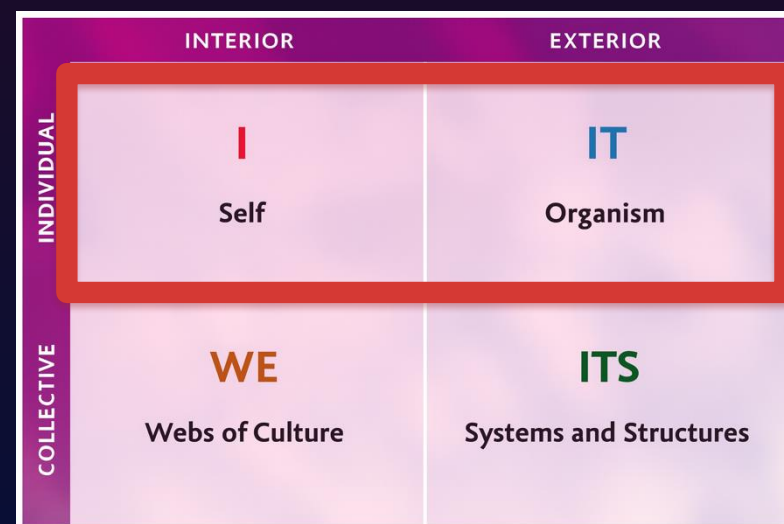 INTERIOR EXTERIOR
INDIVIDUAL
I IT
Self Organism
COLLECTIVE
WE ITS
Webs of Culture Systems and Structures